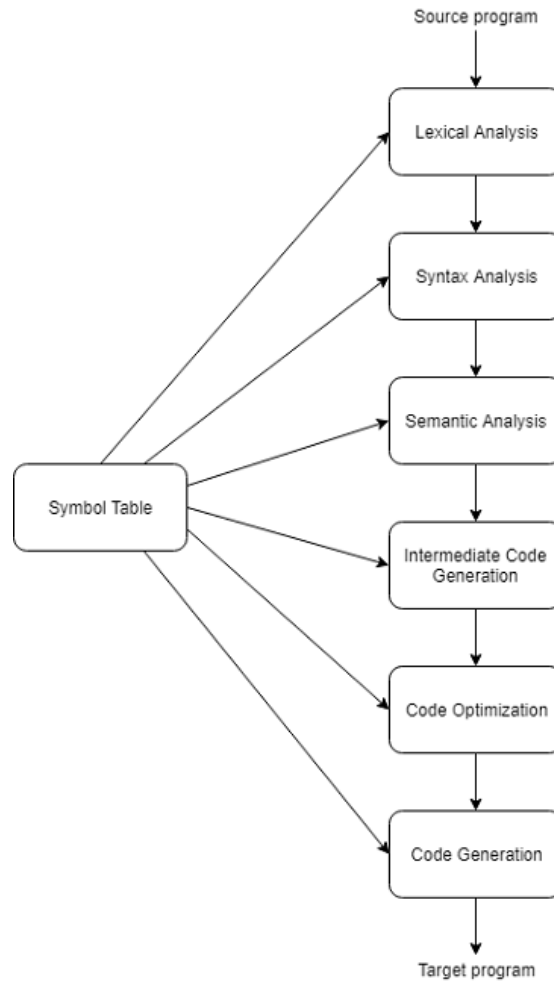 Source program
Lexical Analysis
Syntax Analysis
Semantic Analysis
Symbol Table
Intermediate Code
Generation
Code Optimization
Code Generation
Target program